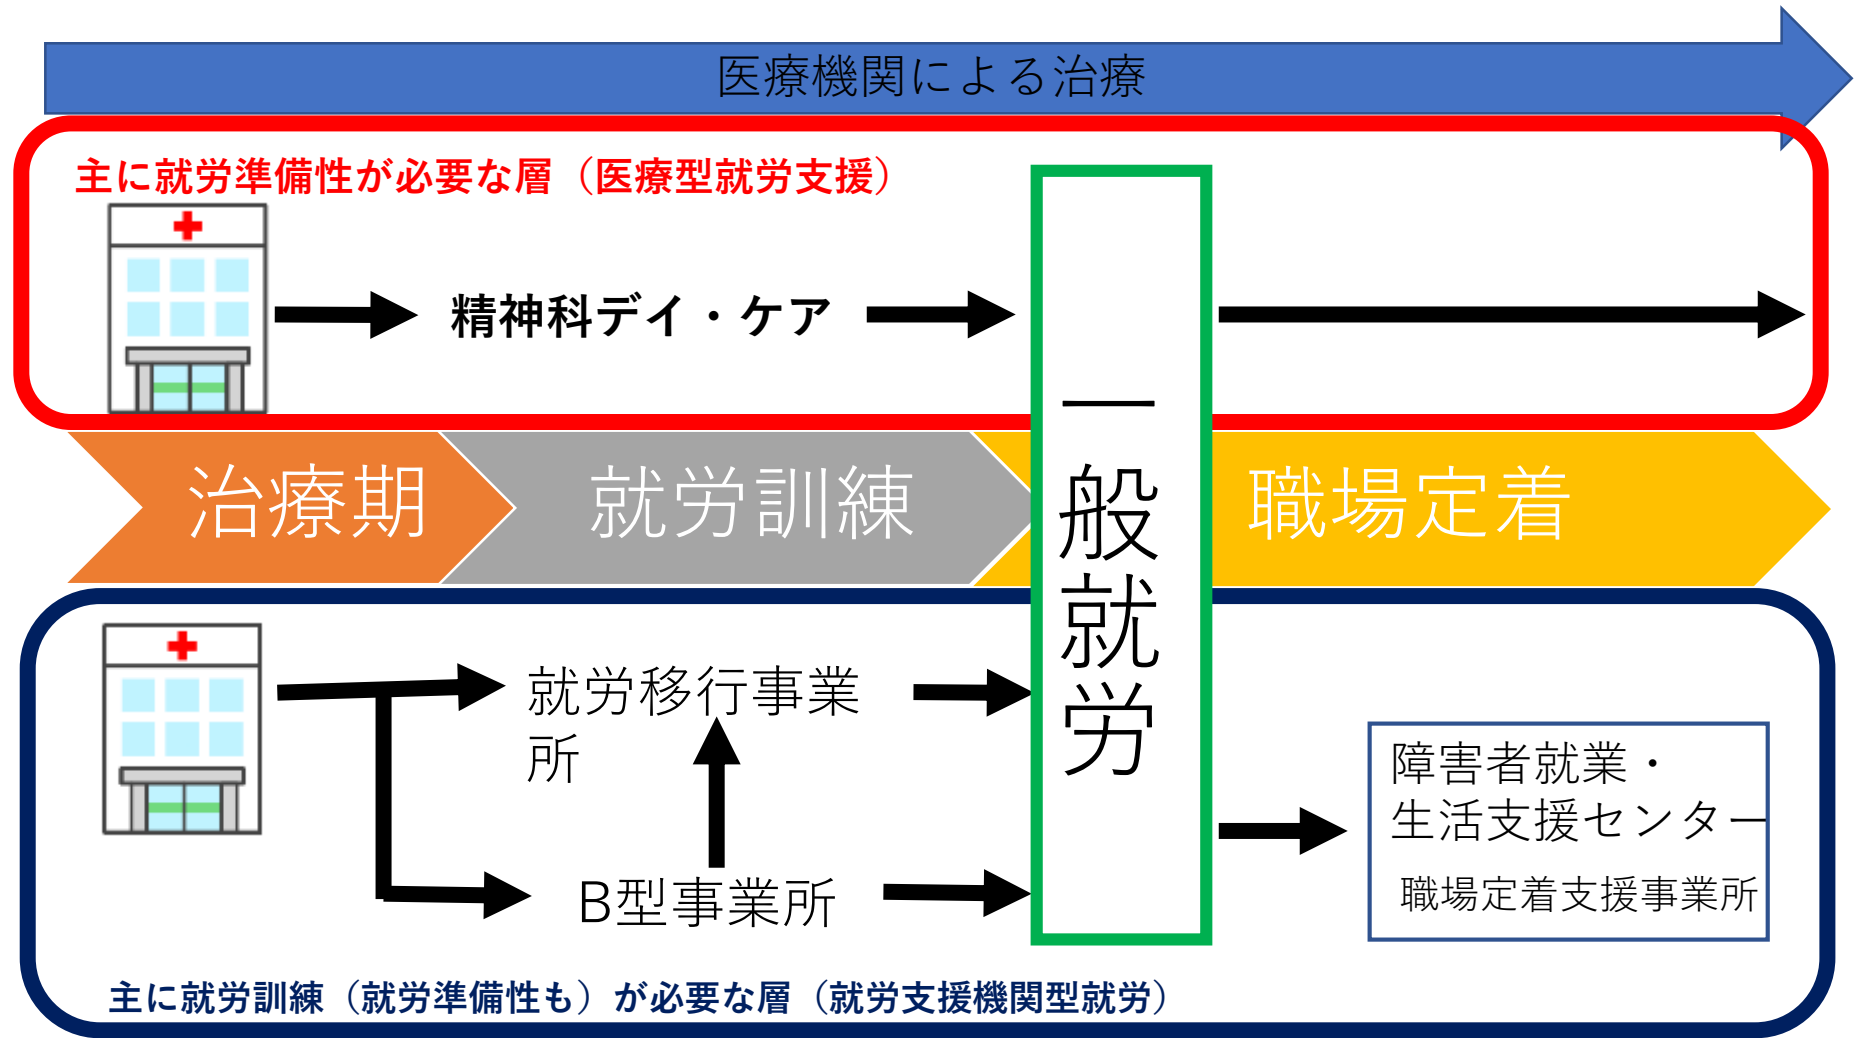 医療機関による治療
主に就労準備性が必要な層（医療型就労支援）
精神科デイ・ケア
治療期
就労訓練
一般就労
職場定着
就労移行事業
所
B型事業所
障害者就業・
生活支援センター
職場定着支援事業所
主に就労訓練（就労準備性も）が必要な層（就労支援機関型就労）